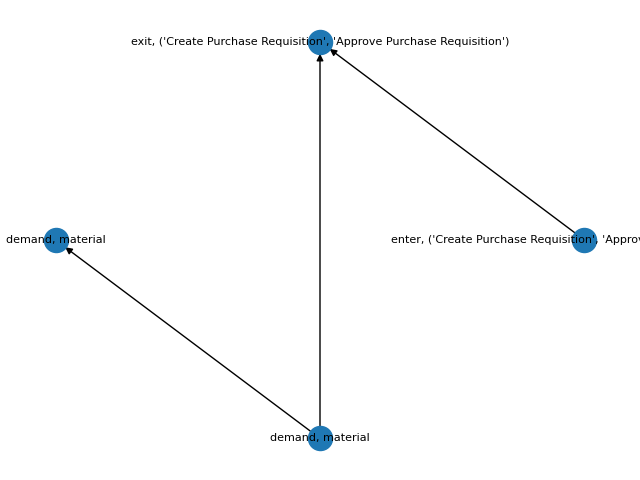 exit, ('Create Purchase Requisition', 'Approve Purchase Requisition')
demand, material
enter, ('Create Purchase Requisition', 'Approv
demand, material